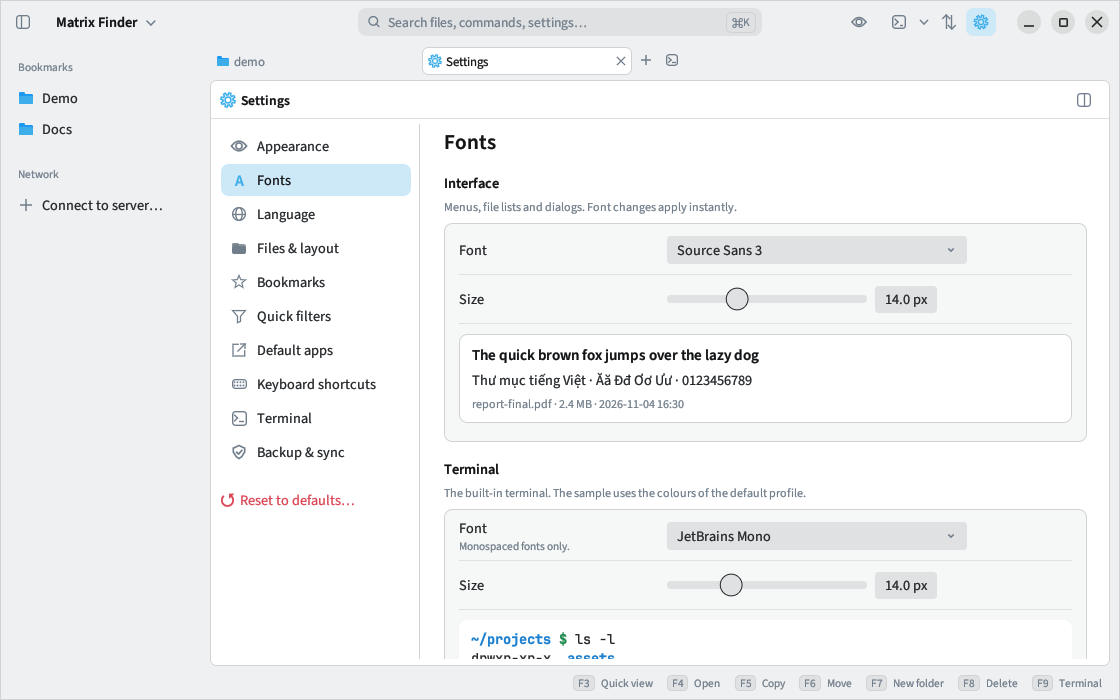 Matrix Finder
Search files, commands, settings…
⌘K
Bookmarks
Demo
Docs
Network
Connect to server…
demo
Settings
Settings
Appearance
A Fonts
Language
Files & layout
Bookmarks
Quick filters
Default apps
Keyboard shortcuts
Terminal
Backup & sync
Reset to defaults…
Fonts
Interface
Menus, file lists and dialogs. Font changes apply instantly.
Font
Source Sans 3
Size
14.0 px
The quick brown fox jumps over the lazy dog
Thư mục tiếng Việt · Ăă Đđ Ơơ Ưư · 0123456789
report-final.pdf · 2.4 MB · 2026-11-04 16:30
Terminal
The built-in terminal. The sample uses the colours of the default profile.
Font
Monospaced fonts only.
JetBrains Mono
Size
14.0 px
~/projects $ ls -l
drwxr-xr-x assets
F3 Quick view
F4 Open
F5 Copy
F6 Move
F7 New folder
F8 Delete
F9 Terminal